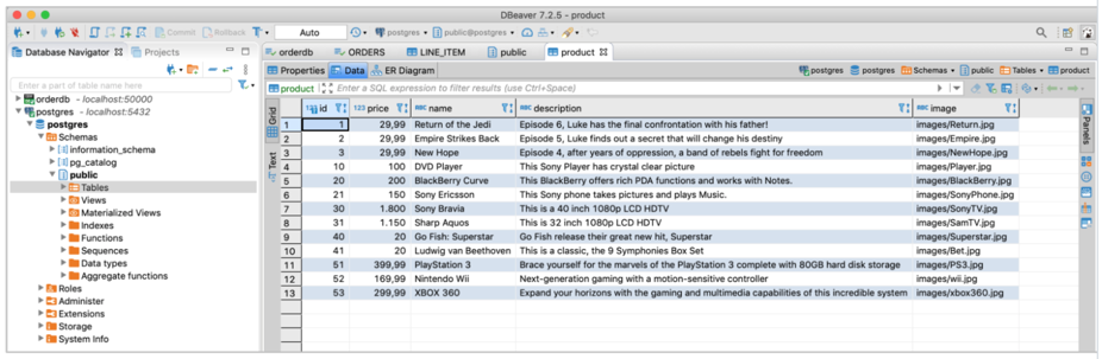 DBeaver 7.2.5 - product
Commit Rollback T Auto postgres public@postgres
Database Navigator Projects
Enter a part of table name here
orderdb - localhost:50000
postgres - localhost:5432
postgres
Schemas
information_schema
pg_catalog
public
Tables
Views
Materialized Views
Indexes
Functions
Sequences
Data types
Aggregate functions
Roles
Administer
Extensions
Storage
System Info
orderdb ORDERS LINE_ITEM public product
Properties Data ER Diagram postgres postgres Schemas public Tables product
product Enter a SQL expression to filter results (use Ctrl+Space)
Grid
Text
Panels
123 id 123 price ABC name ABC description ABC image
1 1 29,99 Return of the Jedi Episode 6, Luke has the final confrontation with his father! images/Return.jpg
2 2 29,99 Empire Strikes Back Episode 5, Luke finds out a secret that will change his destiny images/Empire.jpg
3 3 29,99 New Hope Episode 4, after years of oppression, a band of rebels fight for freedom images/NewHope.jpg
4 10 100 DVD Player This Sony Player has crystal clear picture images/Player.jpg
5 20 200 BlackBerry Curve This BlackBerry offers rich PDA functions and works with Notes. images/BlackBerry.jpg
6 21 150 Sony Ericsson This Sony phone takes pictures and plays Music. images/SonyPhone.jpg
7 30 1.800 Sony Bravia This is a 40 inch 1080p LCD HDTV images/SonyTV.jpg
8 31 1.150 Sharp Aquos This is 32 inch 1080p LCD HDTV images/SamTV.jpg
9 40 20 Go Fish: Superstar Go Fish release their great new hit, Superstar images/Superstar.jpg
10 41 20 Ludwig van Beethoven This is a classic, the 9 Symphonies Box Set images/Bet.jpg
11 51 399,99 PlayStation 3 Brace yourself for the marvels of the PlayStation 3 complete with 80GB hard disk storage images/PS3.jpg
12 52 169,99 Nintendo Wii Next-generation gaming with a motion-sensitive controller images/wii.jpg
13 53 299,99 XBOX 360 Expand your horizons with the gaming and multimedia capabilities of this incredible system images/xbox360.jpg